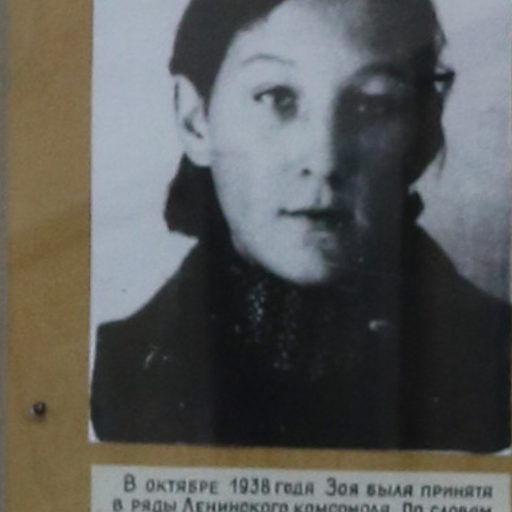 В октябре 1938 года Зоя была принята
в ряды Ленинского комсомола. По словам